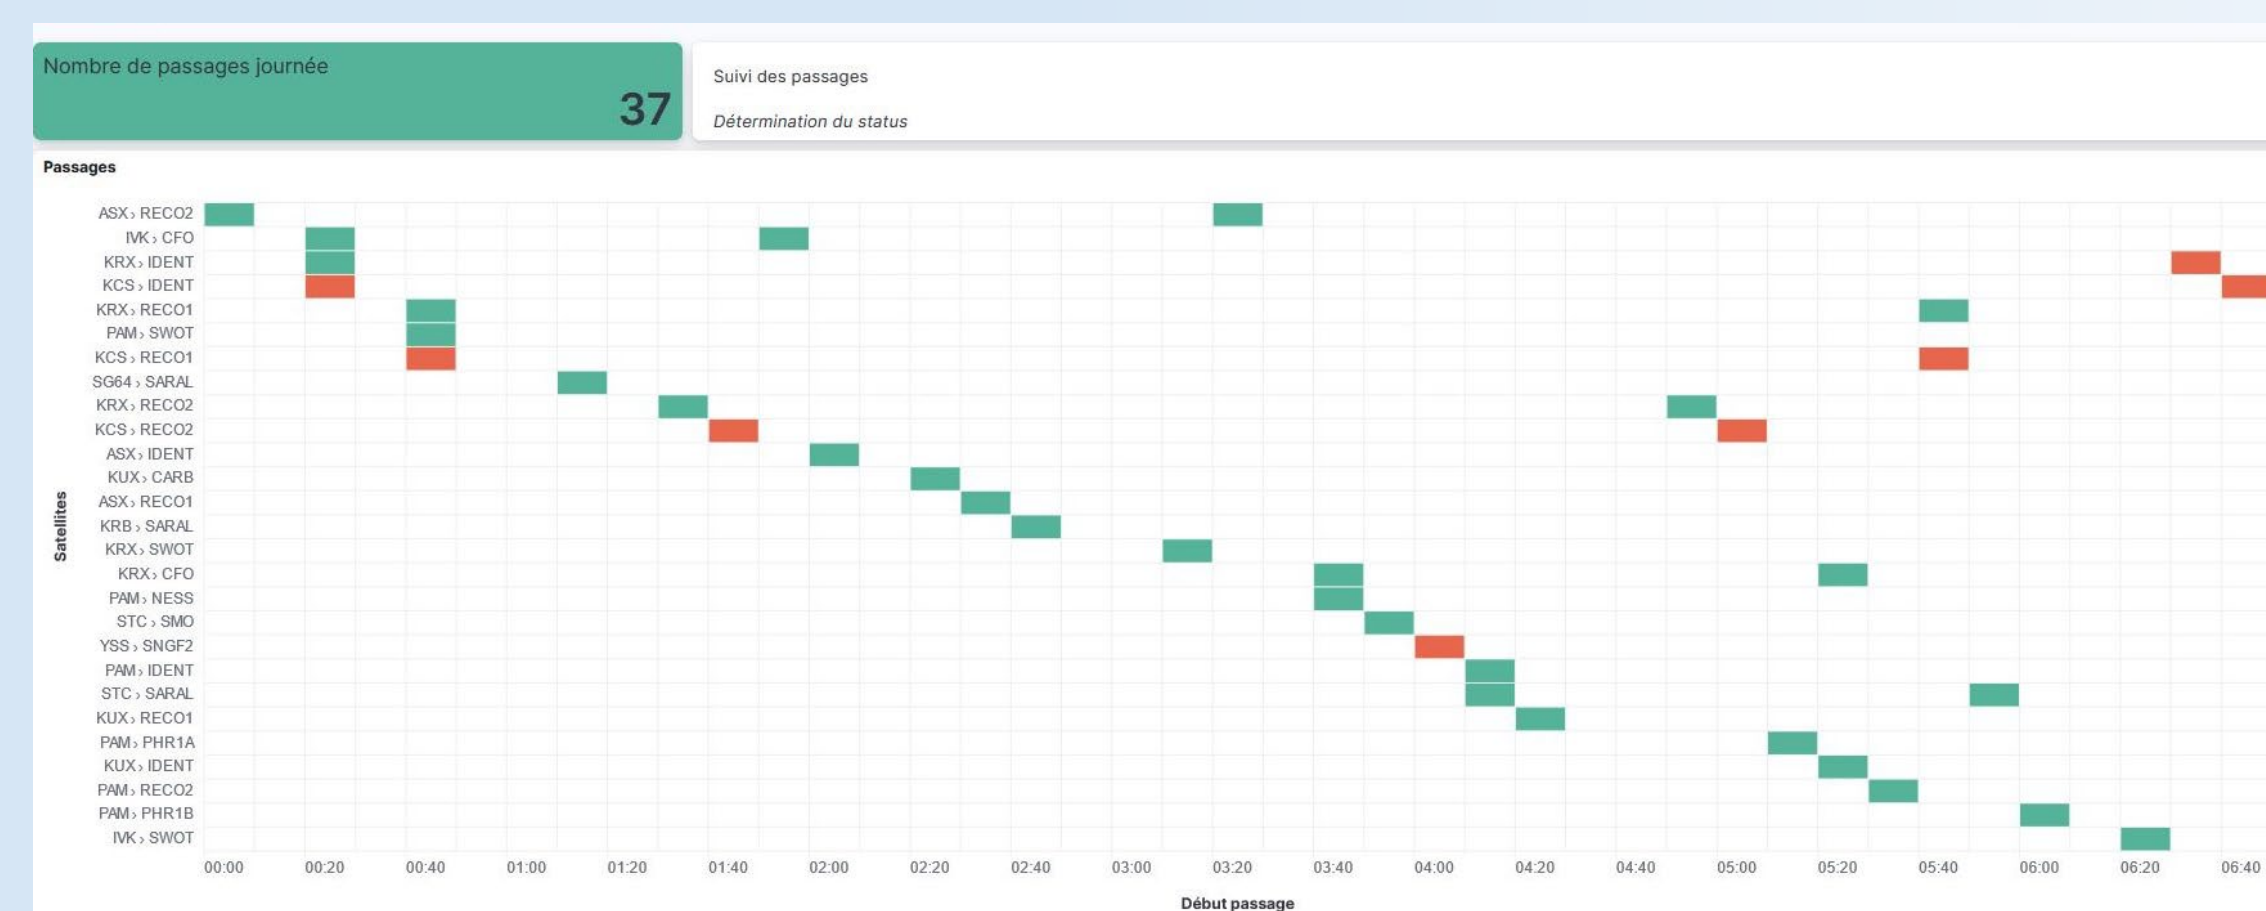 Nombre de passages journée
37
Suivi des passages
Détermination du status
Passages
ASX › RECO2
IVK › CFO
KRX › IDENT
KCS › IDENT
KRX › RECO1
PAM › SWOT
KCS › RECO1
SG64 › SARAL
KRX › RECO2
KCS › RECO2
ASX › IDENT
KUX › CARB
ASX › RECO1
KRB › SARAL
KRX › SWOT
KRX › CFO
PAM › NESS
STC › SMO
YSS › SNGF2
PAM › IDENT
STC › SARAL
KUX › RECO1
PAM › PHR1A
KUX › IDENT
PAM › RECO2
PAM › PHR1B
IVK › SWOT
Satellites
00:00 00:20 00:40 01:00 01:20 01:40 02:00 02:20 02:40 03:00 03:20 03:40 04:00 04:20 04:40 05:00 05:20 05:40 06:00 06:20 06:40
Début passage